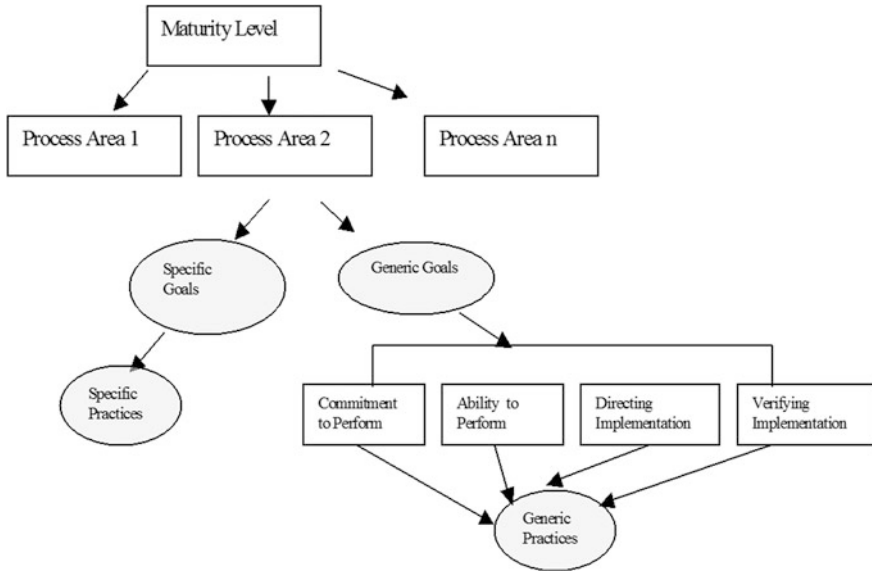 Maturity Level
Process Area 1
Process Area 2
Process Area n
Specific
Goals
Generic Goals
Specific
Practices
Commitment
to Perform
Ability to
Perform
Directing
Implementation
Verifying
Implementation
Generic
Practices